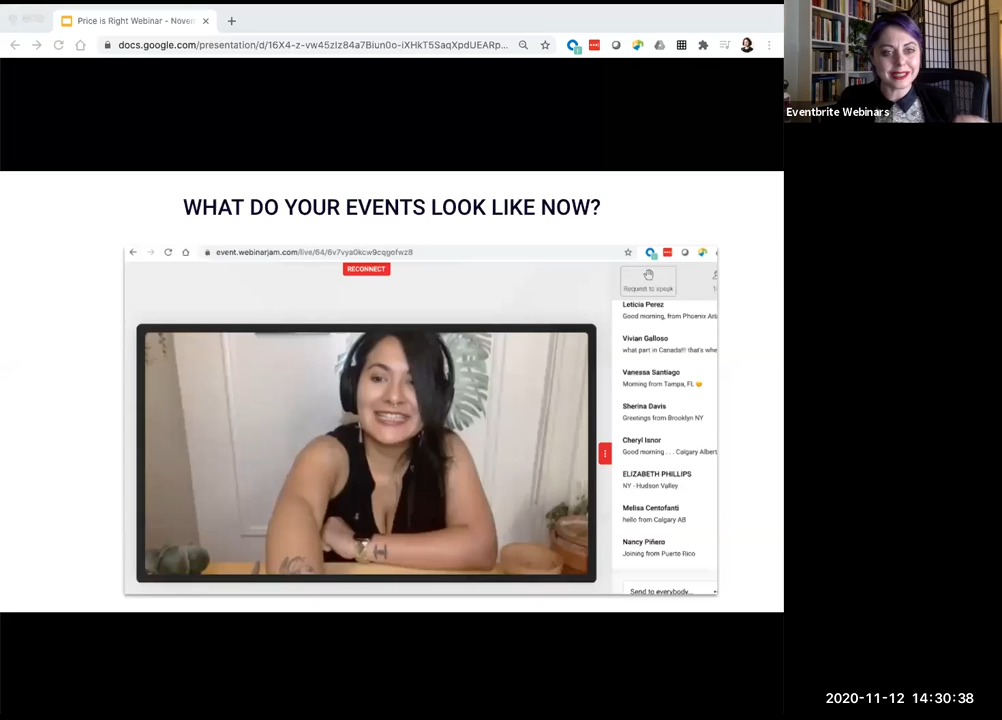 Price is Right Webinar - Noven
docs.google.com/presentation/d/16X4-z-vw45zIz84a7Biun0o-iXHkT5SaqXpdUEARp...
Eventbrite Webinars
WHAT DO YOUR EVENTS LOOK LIKE NOW?
event.webinarjam.com/live/64/6v7vya0kcw9cqgofwz8
RECONNECT
Request to speak
Leticia Perez
Good morning, from Phoenix Ari
Vivian Galloso
what part in Canada!!! that's whe
Vanessa Santiago
Morning from Tampa, FL
Sherina Davis
Greetings from Brooklyn NY
Cheryl Isnor
Good morning . . . Calgary Albert
ELIZABETH PHILLIPS
NY - Hudson Valley
Melisa Centofanti
hello from Calgary AB
Nancy Piñero
Joining from Puerto Rico
Send to everybody...
2020-11-12 14:30:38